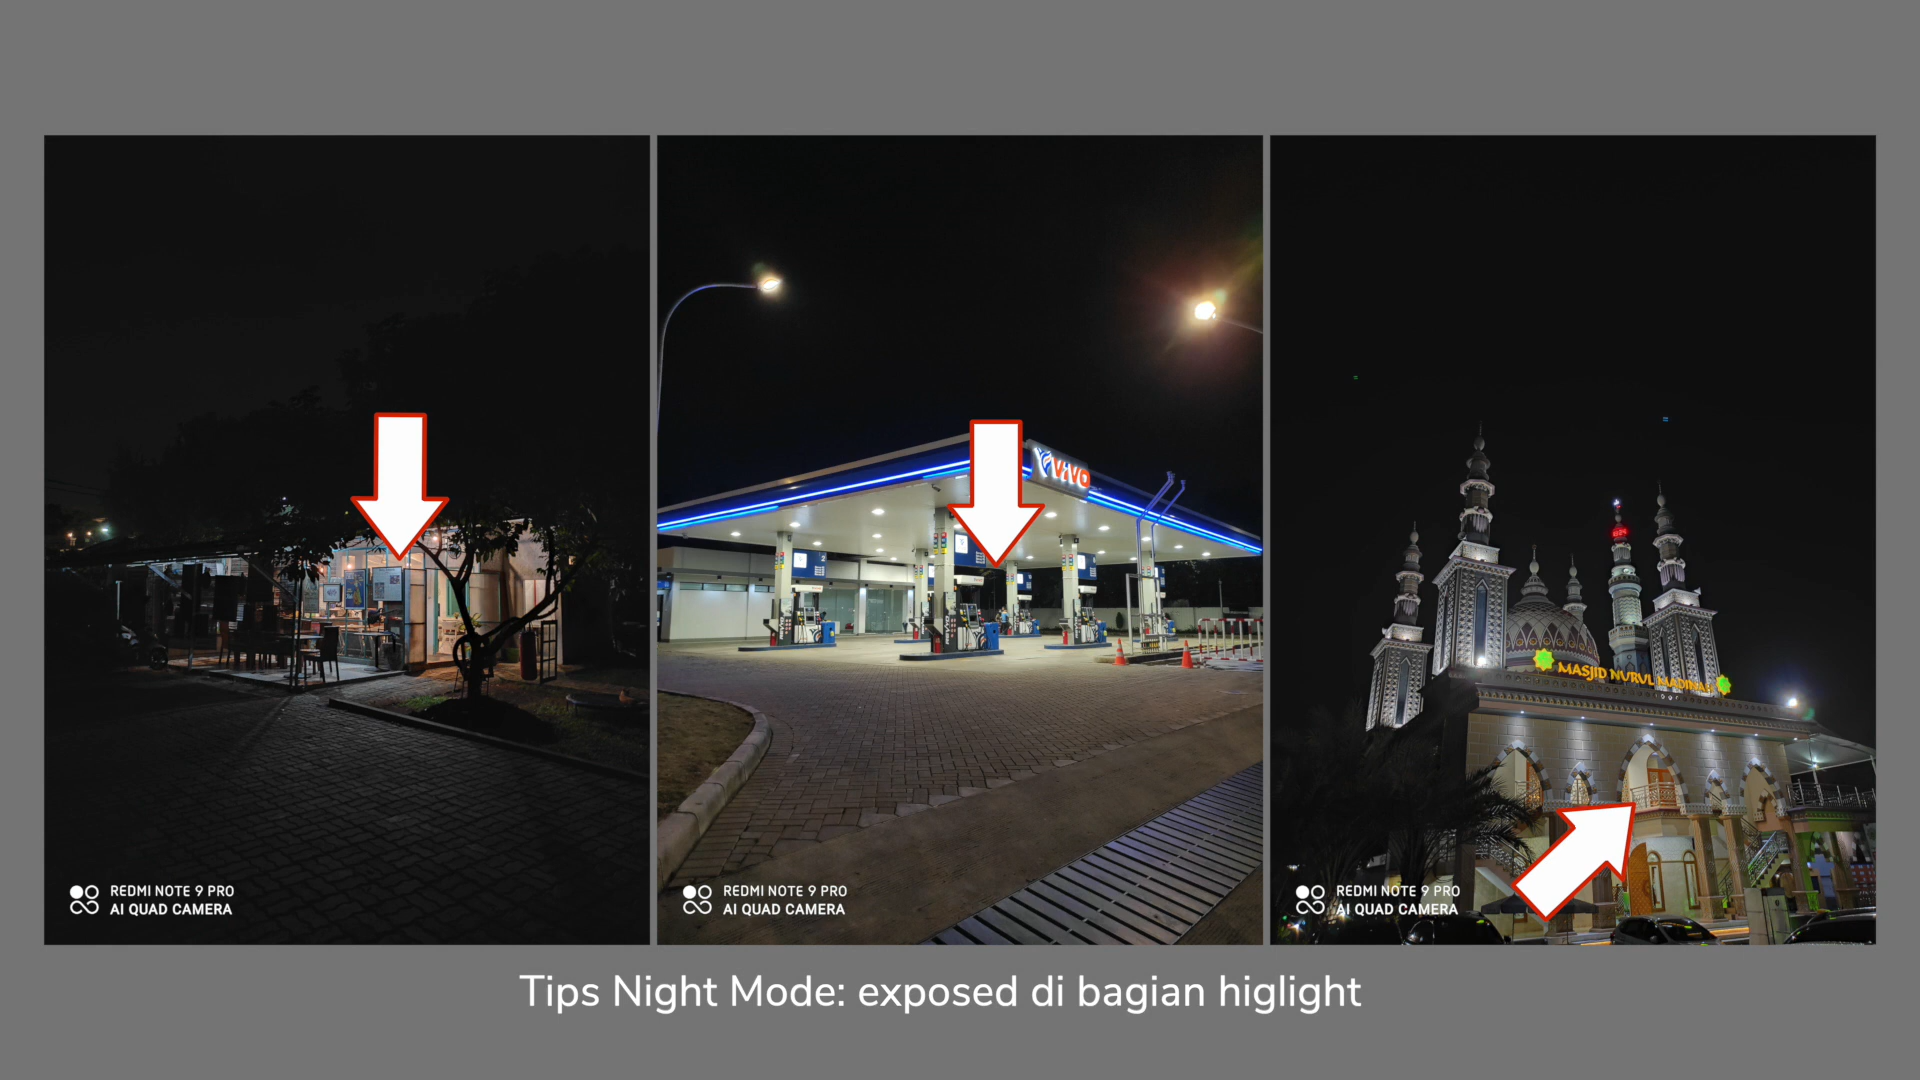 VIVO
MASJID NURUL MADINAH
REDMI NOTE 9 PRO
AI QUAD CAMERA
REDMI NOTE 9 PRO
AI QUAD CAMERA
REDMI NOTE 9 PRO
AI QUAD CAMERA
Tips Night Mode: exposed di bagian higlight